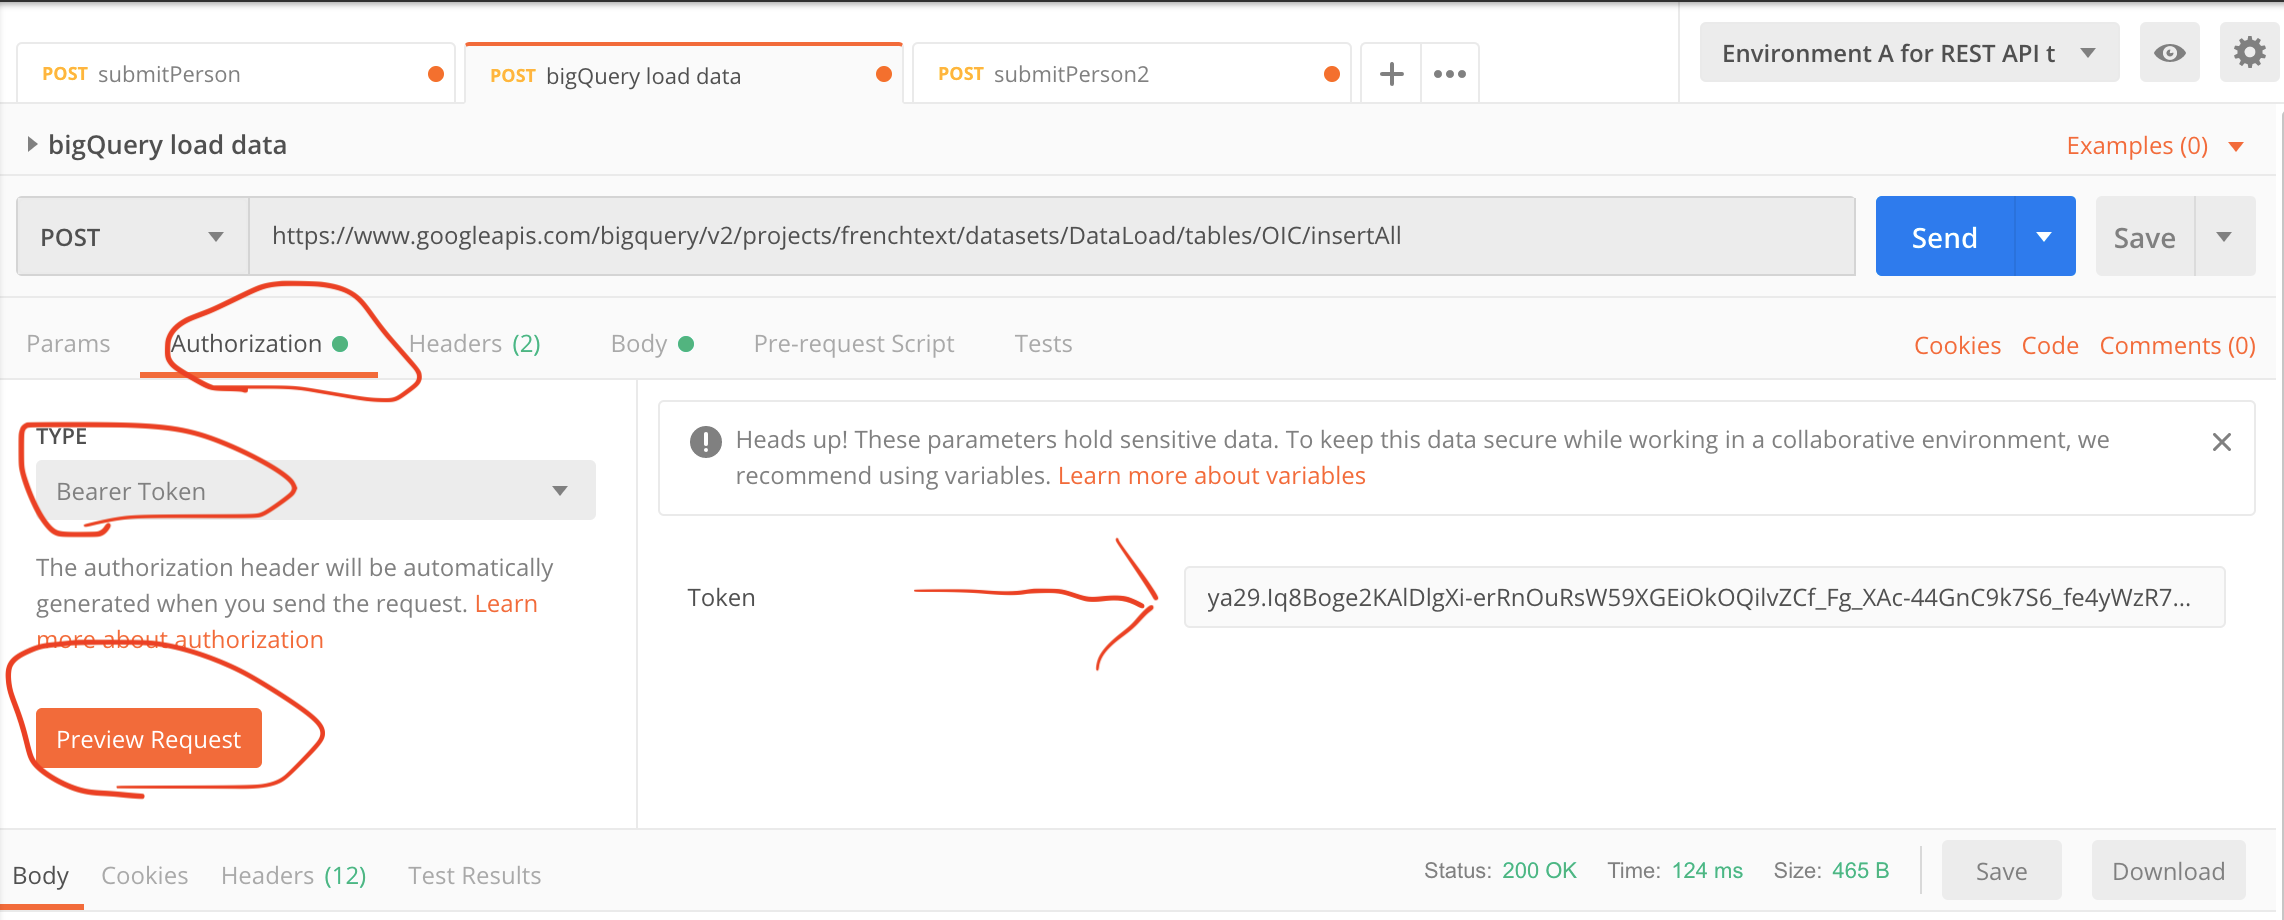 POST submitPerson
POST bigQuery load data
POST submitPerson2
Environment A for REST API t
bigQuery load data
Examples (0)
POST
https://www.googleapis.com/bigquery/v2/projects/frenchtext/datasets/DataLoad/tables/OIC/insertAll
Send
Save
Params
Authorization
Headers (2)
Body
Pre-request Script
Tests
Cookies
Code
Comments (0)
TYPE
Bearer Token
The authorization header will be automatically
generated when you send the request. Learn
more about authorization
Preview Request
Heads up! These parameters hold sensitive data. To keep this data secure while working in a collaborative environment, we
recommend using variables. Learn more about variables
Token
ya29.Iq8Boge2KAlDlgXi-erRnOuRsW59XGEiOkOQilvZCf_Fg_XAc-44GnC9k7S6_fe4yWzR7...
Body
Cookies
Headers (12)
Test Results
Status: 200 OK
Time: 124 ms
Size: 465 B
Save
Download